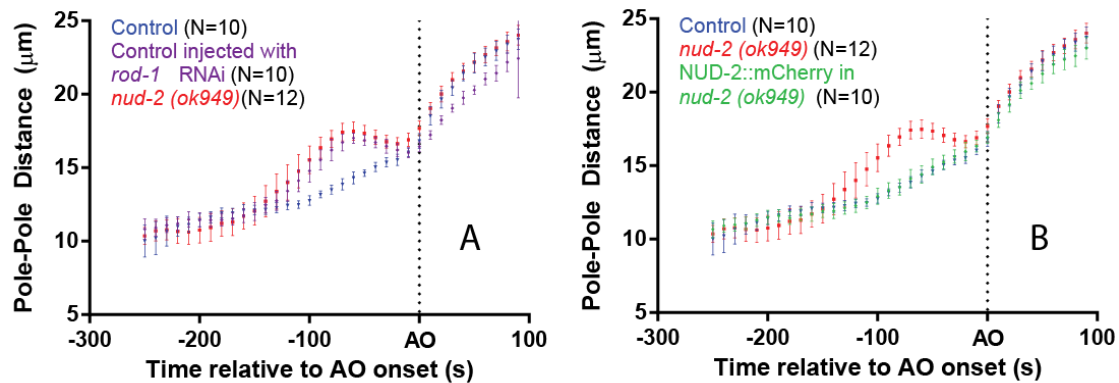 Pole-Pole Distance (μm)
25
20
15
10
5
Control (N=10)
Control injected with
rod-1 RNAi (N=10)
nud-2 (ok949)(N=12)
A
-300
-200
-100
AO
100
Time relative to AO onset (s)
Pole-Pole Distance (μm)
25
20
15
10
5
Control (N=10)
nud-2 (ok949) (N=12)
NUD-2::mCherry in
nud-2 (ok949) (N=10)
B
-300
-200
-100
AO
100
Time relative to AO onset (s)